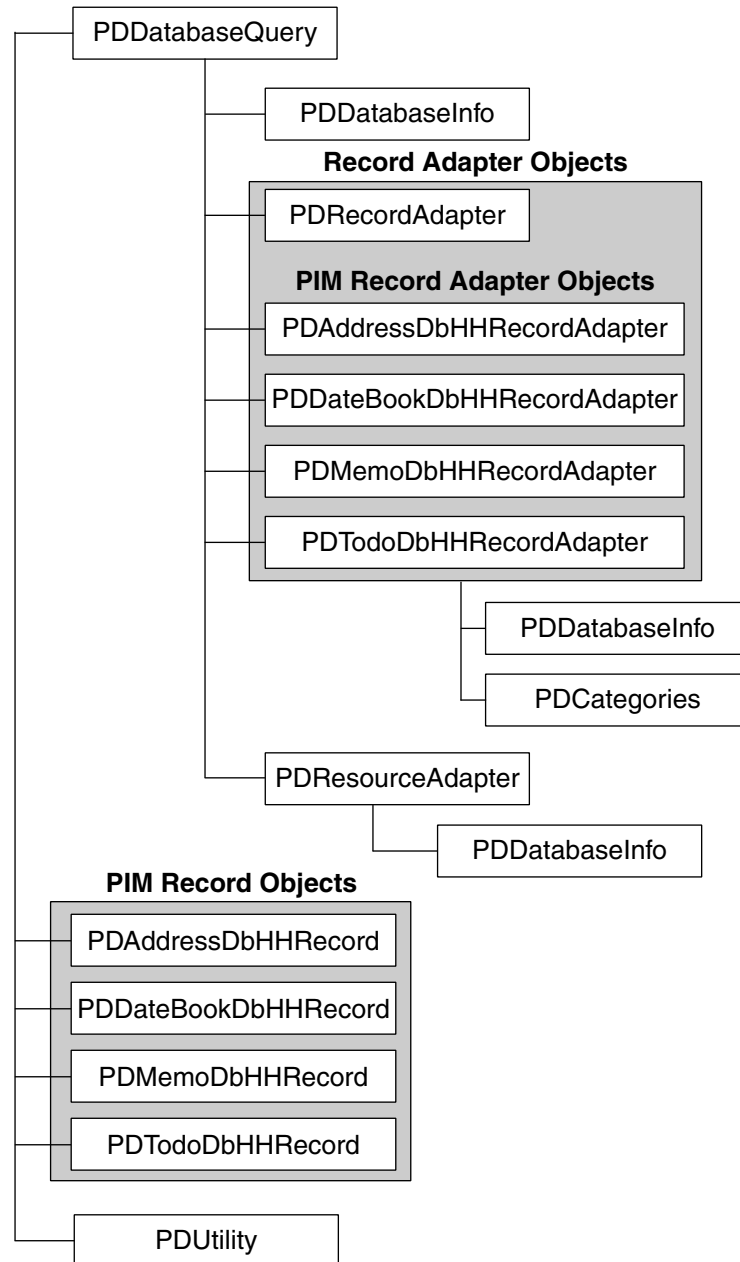 PDDatabaseQuery
PDDatabaseInfo
Record Adapter Objects
PDRecordAdapter
PIM Record Adapter Objects
PDAddressDbHHRecordAdapter
PDDateBookDbHHRecordAdapter
PDMemoDbHHRecordAdapter
PDTodoDbHHRecordAdapter
PDDatabaseInfo
PDCategories
PDResourceAdapter
PDDatabaseInfo
PIM Record Objects
PDAddressDbHHRecord
PDDateBookDbHHRecord
PDMemoDbHHRecord
PDTodoDbHHRecord
PDUtility